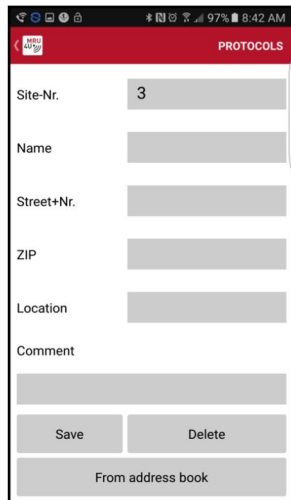 97% 8:42 AM
MRU 4U PROTOCOLS
Site-Nr. 3
Name
Street+Nr.
ZIP
Location
Comment
Save Delete
From address book